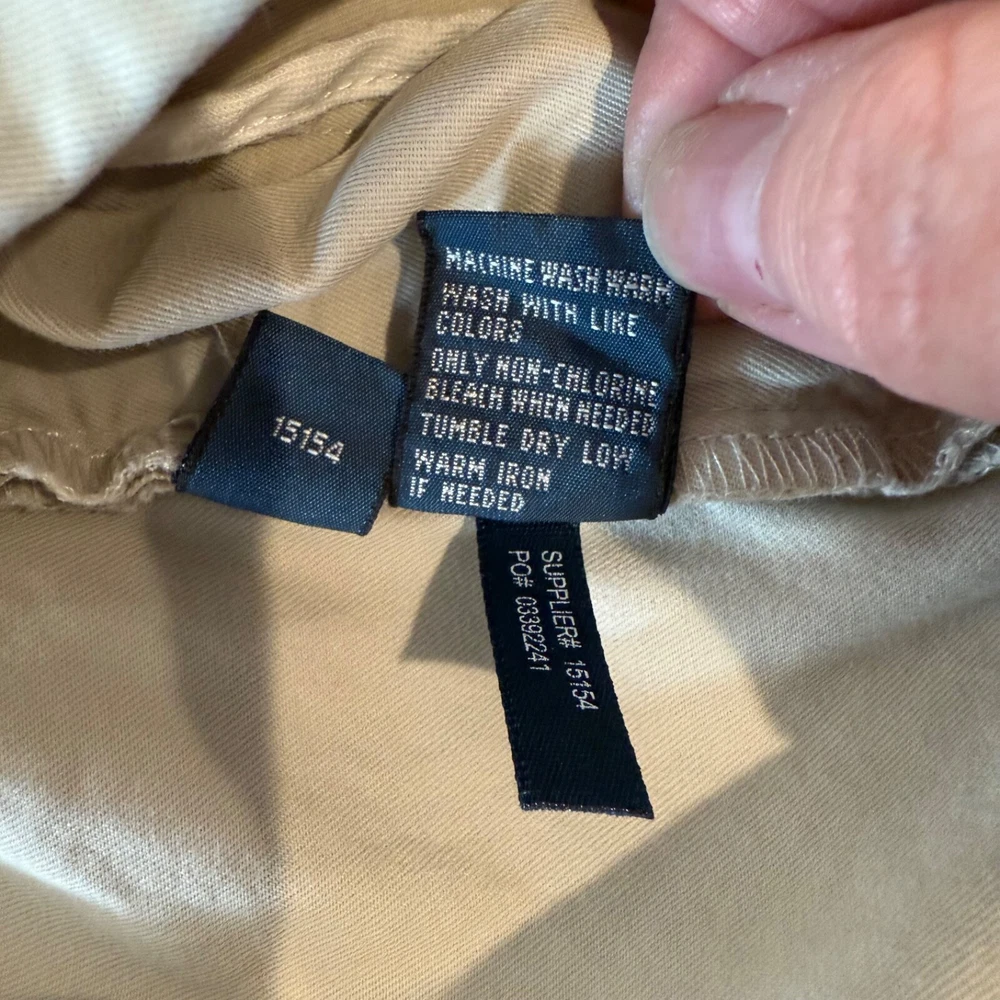 MACHINE WASH WARM
WASH WITH LIKE
COLORS
ONLY NON-CHLORINE
BLEACH WHEN NEEDED
TUMBLE DRY LOW
WARM IRON
IF NEEDED
15154
SUPPLIER# 15154
PO# 03392241